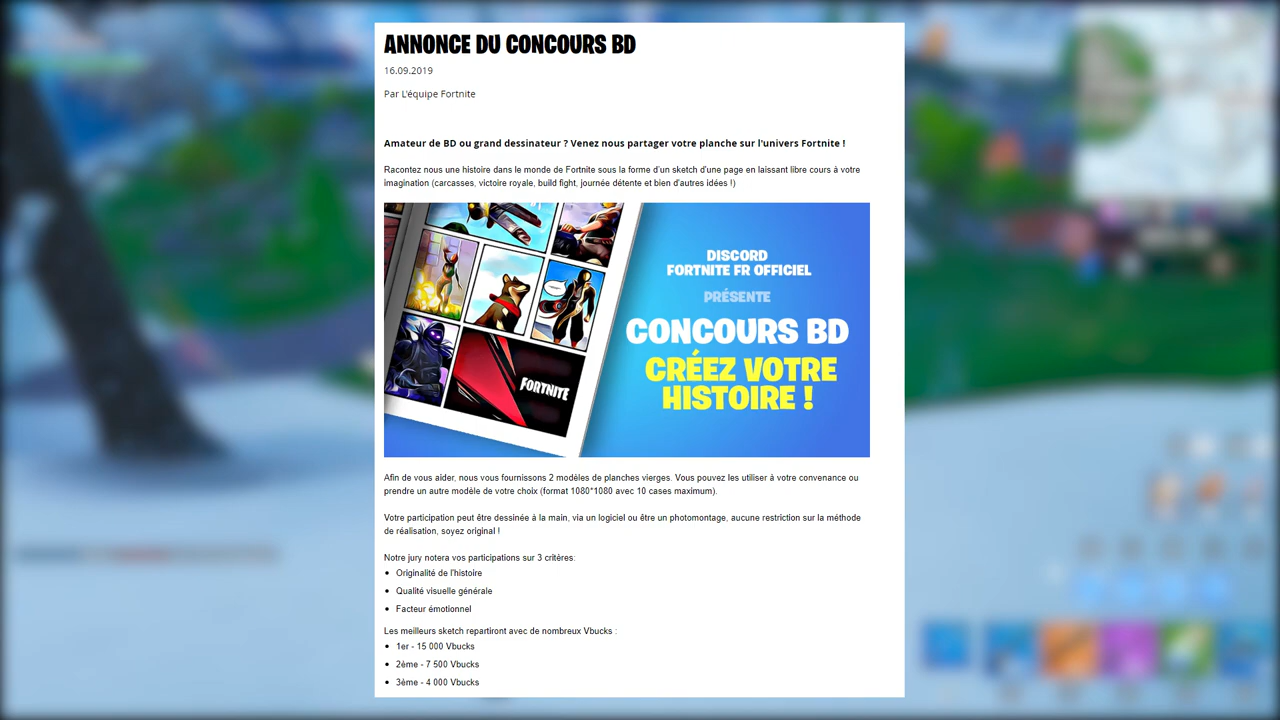 ANNONCE DU CONCOURS BD
16.09.2019
Par L'équipe Fortnite
Amateur de BD ou grand dessinateur ? Venez nous partager votre planche sur l'univers Fortnite !
Racontez nous une histoire dans le monde de Fortnite sous la forme d'un sketch d'une page en laissant libre cours à votre
imagination (carcasses, victoire royale, build fight, journée détente et bien d'autres idées !)
DISCORD
FORTNITE FR OFFICIEL
PRÉSENTE
CONCOURS BD
CRÉEZ VOTRE
HISTOIRE !
FORTNITE
Afin de vous aider, nous vous fournissons 2 modèles de planches vierges. Vous pouvez les utiliser à votre convenance ou
prendre un autre modèle de votre choix (format 1080*1080 avec 10 cases maximum).
Votre participation peut être dessinée à la main, via un logiciel ou être un photomontage, aucune restriction sur la méthode
de réalisation, soyez original !
Notre jury notera vos participations sur 3 critères:
• Originalité de l'histoire
• Qualité visuelle générale
• Facteur émotionnel
Les meilleurs sketch repartiront avec de nombreux Vbucks :
• 1er - 15 000 Vbucks
• 2ème - 7 500 Vbucks
• 3ème - 4 000 Vbucks